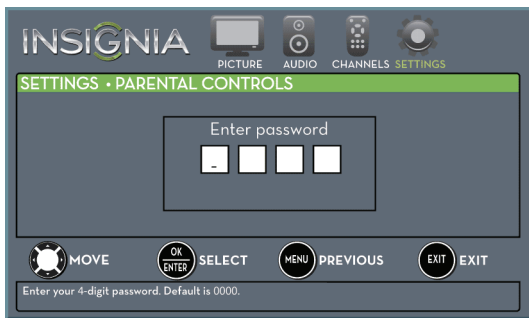 INSIGNIA
PICTURE AUDIO CHANNELS SETTINGS
SETTINGS • PARENTAL CONTROLS
Enter password
_
MOVE OK ENTER SELECT MENU PREVIOUS EXIT EXIT
Enter your 4-digit password. Default is 0000.